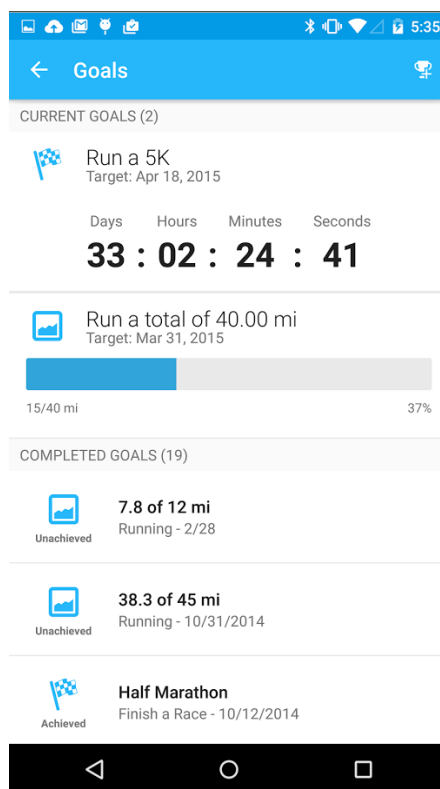 5:35
Goals
CURRENT GOALS (2)
Run a 5K
Target: Apr 18, 2015
Days Hours Minutes Seconds
33 : 02 : 24 : 41
Run a total of 40.00 mi
Target: Mar 31, 2015
15/40 mi 37%
COMPLETED GOALS (19)
7.8 of 12 mi
Running - 2/28
Unachieved
38.3 of 45 mi
Running - 10/31/2014
Unachieved
Half Marathon
Finish a Race - 10/12/2014
Achieved